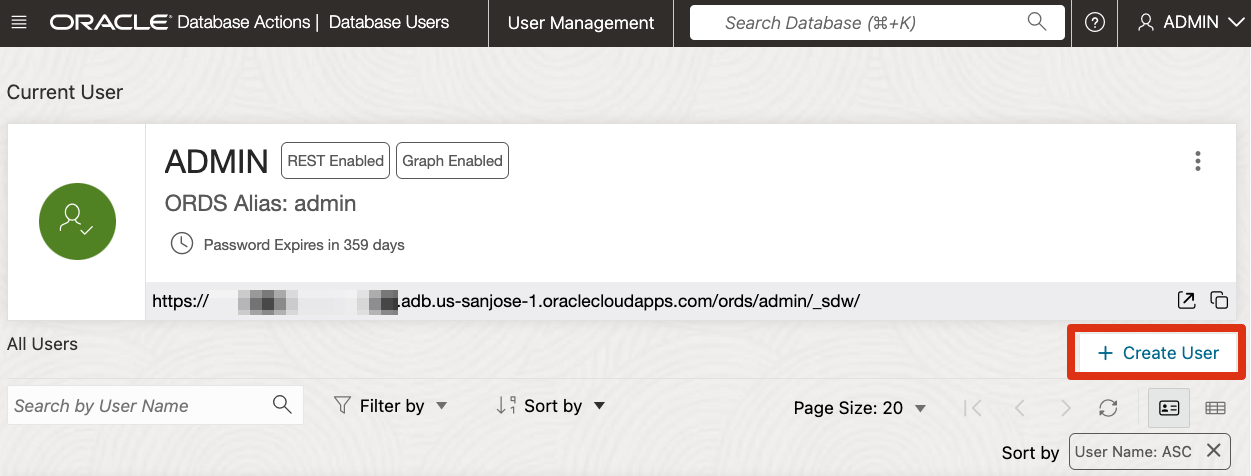 ORACLE Database Actions | Database Users User Management Search Database (⌘+K) ? ADMIN
Current User
ADMIN REST Enabled Graph Enabled
ORDS Alias: admin
Password Expires in 359 days
https:// .adb.us-sanjose-1.oraclecloudapps.com/ords/admin/_sdw/
All Users
+ Create User
Search by User Name Filter by Sort by Page Size: 20
Sort by User Name: ASC